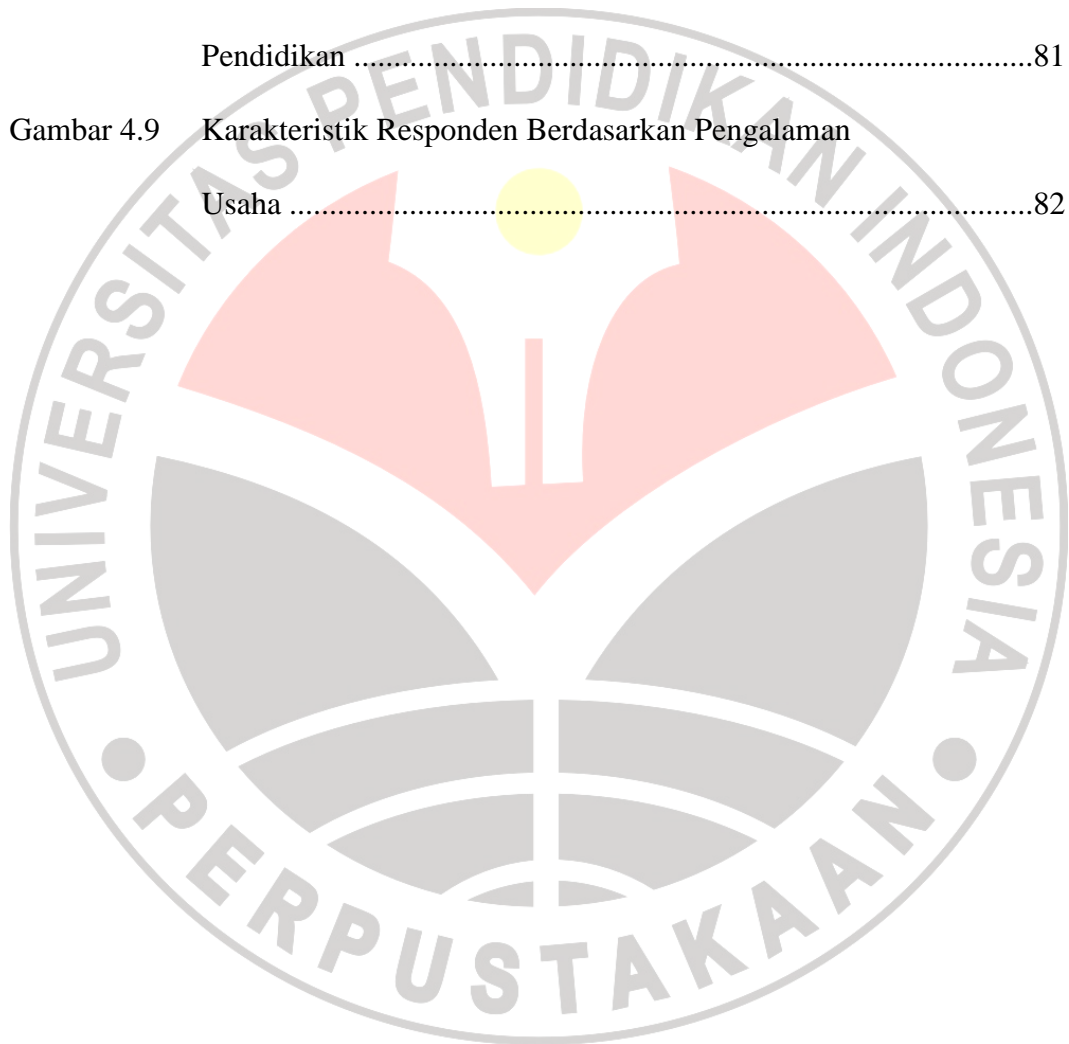 Pendidikan ......................................................................................81
Gambar 4.9 Karakteristik Responden Berdasarkan Pengalaman
Usaha ..............................................................................................82
UNIVERSITAS PENDIDIKAN INDONESIA
PERPUSTAKAAN